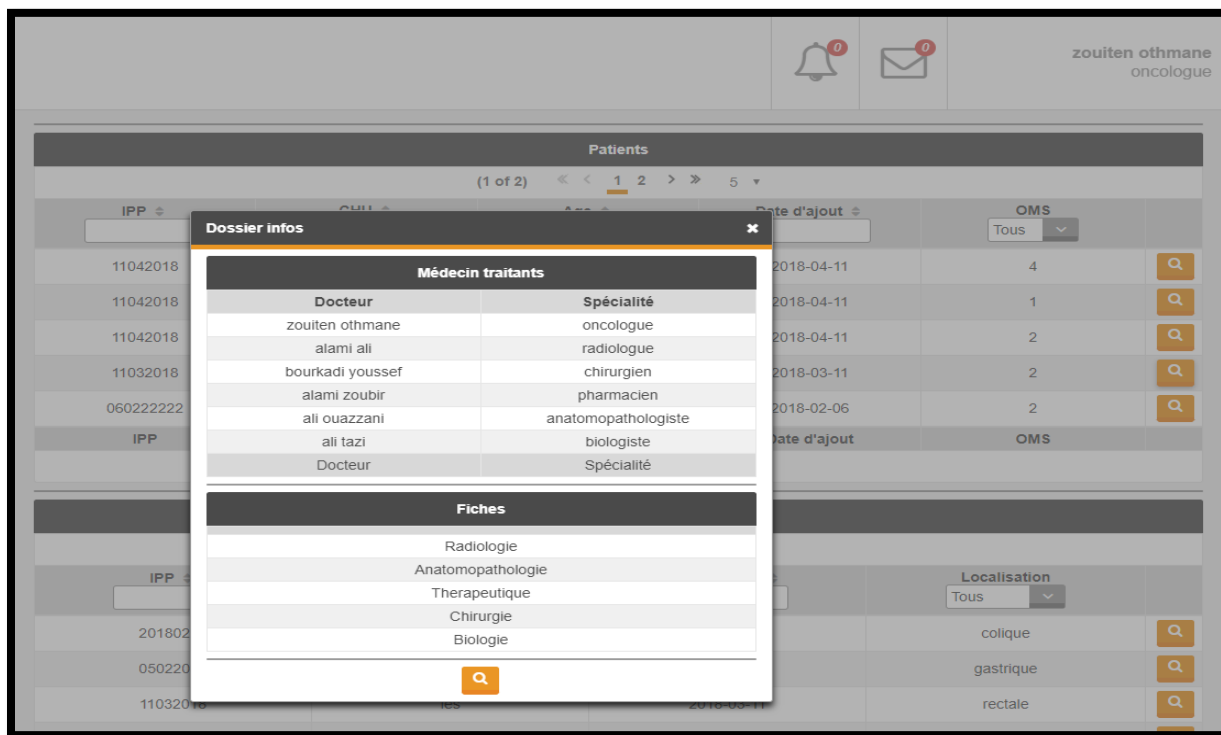 0 0 zouiten othmane
oncologue
Patients
(1 of 2) « < 1 2 > » 5
IPP Date d'ajout OMS
Tous
Dossier infos ×
Médecin traitants
Docteur Spécialité
zouiten othmane oncologue
alami ali radiologue
bourkadi youssef chirurgien
alami zoubir pharmacien
ali ouazzani anatomopathologiste
ali tazi biologiste
Docteur Spécialité
Fiches
Radiologie
Anatomopathologie
Therapeutique
Chirurgie
Biologie
11042018 2018-04-11 4
11042018 2018-04-11 1
11042018 2018-04-11 2
11032018 2018-03-11 2
060222222 2018-02-06 2
IPP Date d'ajout OMS
IPP Localisation
Tous
201802 colique
050220 gastrique
11032018 2018-03-11 rectale